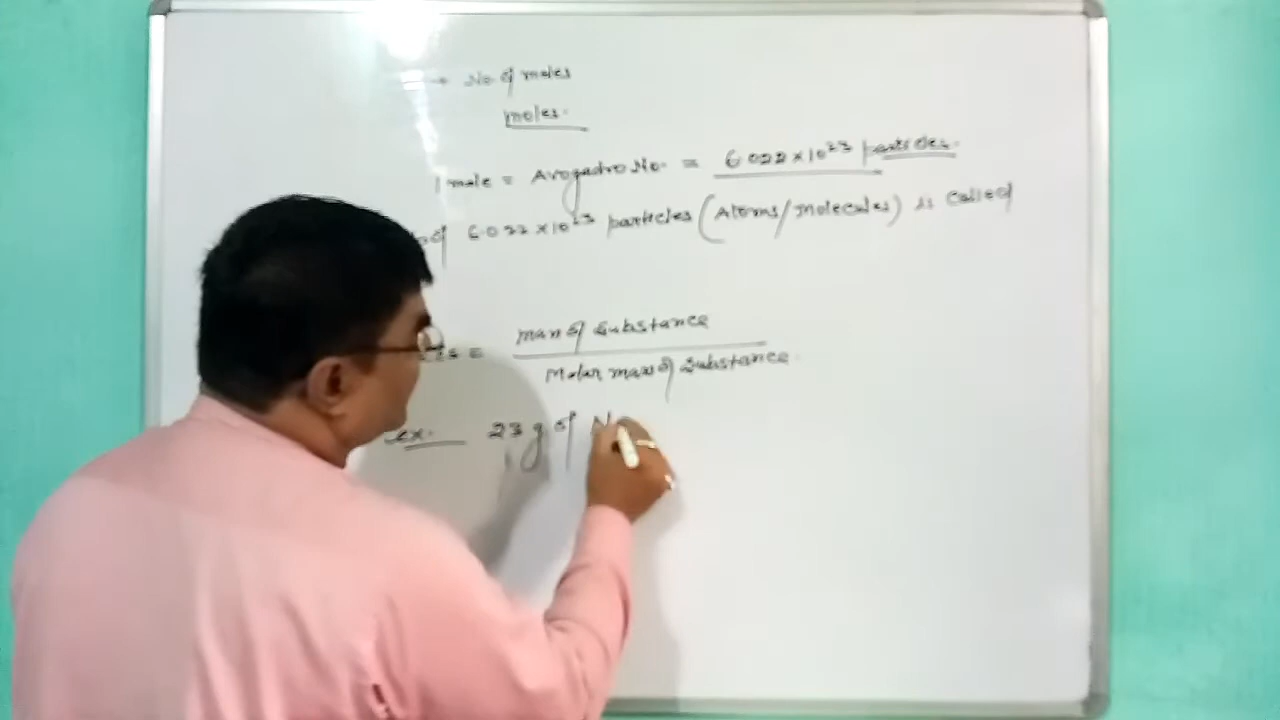 → No of moles
moles.
1 mole = Avogadro No. = 6.022 × 10²³ particles.
of 6.022 × 10²³ particles (Atoms/molecules) is called
= mass of substance
Molar mass of substance.
ex. 23 g of N